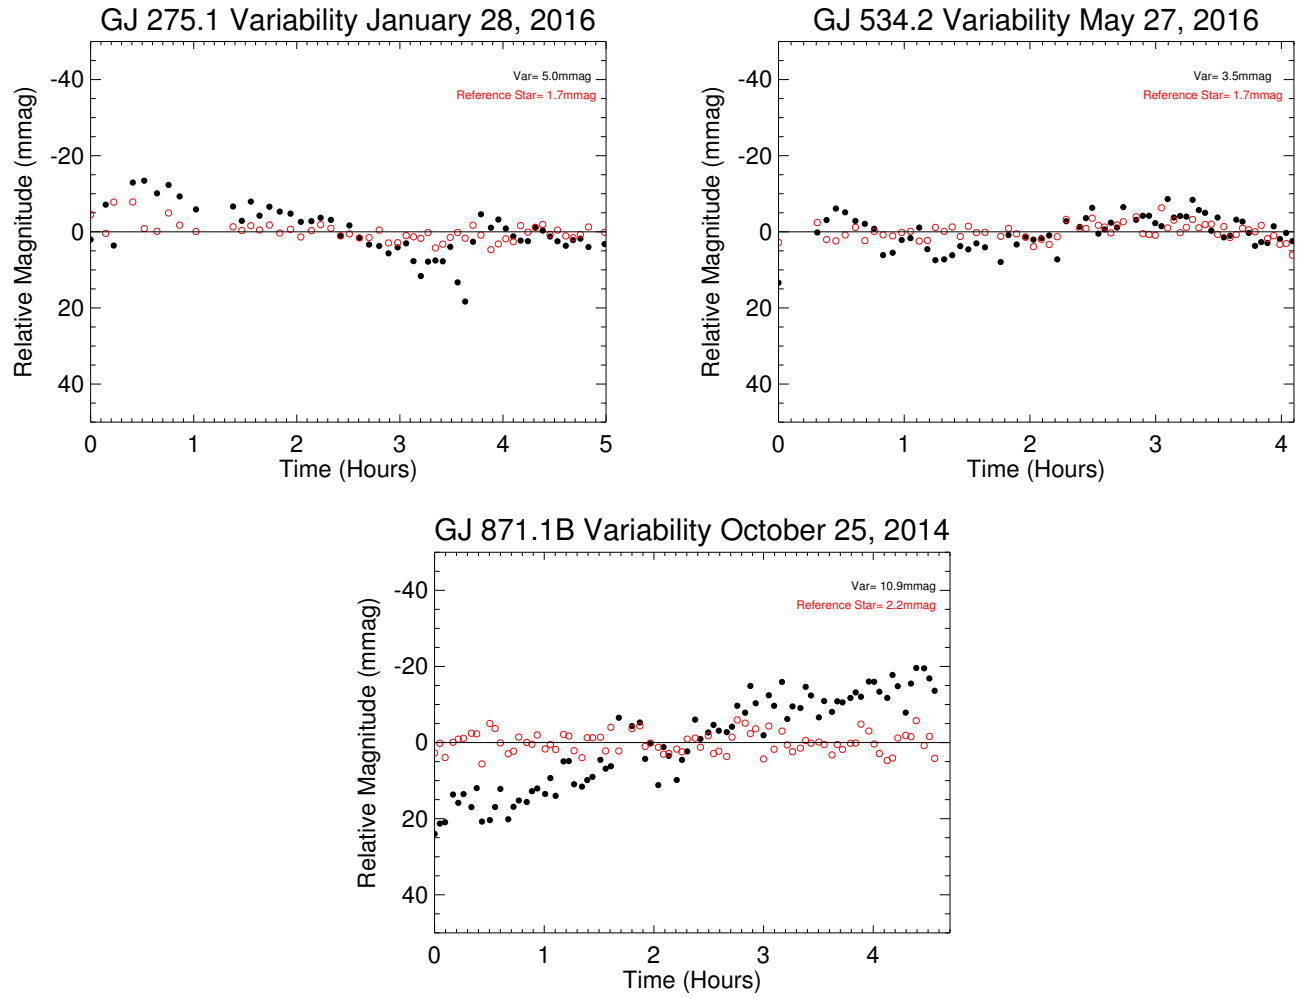 GJ 275.1 Variability January 28, 2016
Var= 5.0mmag
Reference Star= 1.7mmag
Relative Magnitude (mmag)
-40
-20
0
20
40
0 1 2 3 4 5
Time (Hours)
GJ 534.2 Variability May 27, 2016
Var= 3.5mmag
Reference Star= 1.7mmag
Relative Magnitude (mmag)
-40
-20
0
20
40
0 1 2 3 4
Time (Hours)
GJ 871.1B Variability October 25, 2014
Var= 10.9mmag
Reference Star= 2.2mmag
Relative Magnitude (mmag)
-40
-20
0
20
40
0 1 2 3 4
Time (Hours)